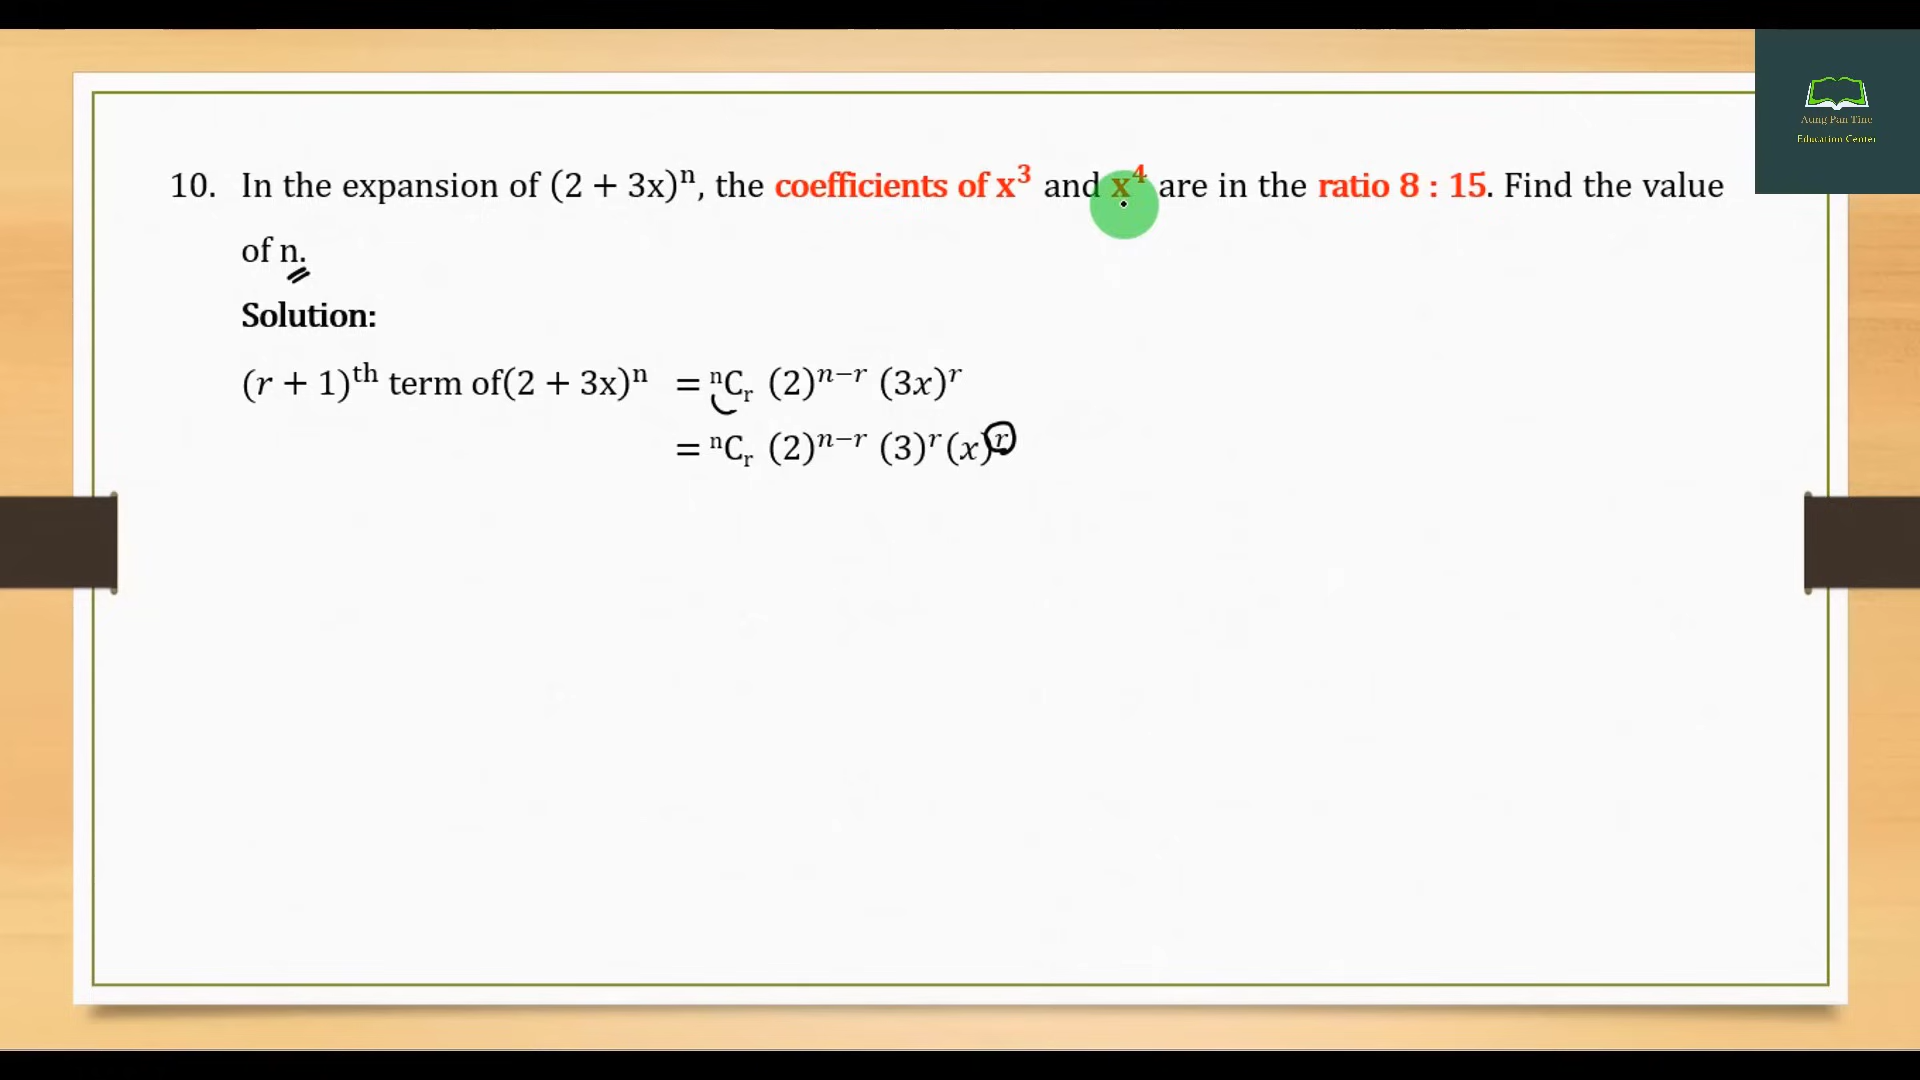 Aung Pan Tine
Education Center
10. In the expansion of (2 + 3x)ⁿ, the coefficients of x³ and x⁴ are in the ratio 8 : 15. Find the value
of n.
Solution:
(r + 1)ᵗʰ term of(2 + 3x)ⁿ = ⁿCᵣ (2)ⁿ⁻ʳ (3x)ʳ
= ⁿCᵣ (2)ⁿ⁻ʳ (3)ʳ(x)ʳ